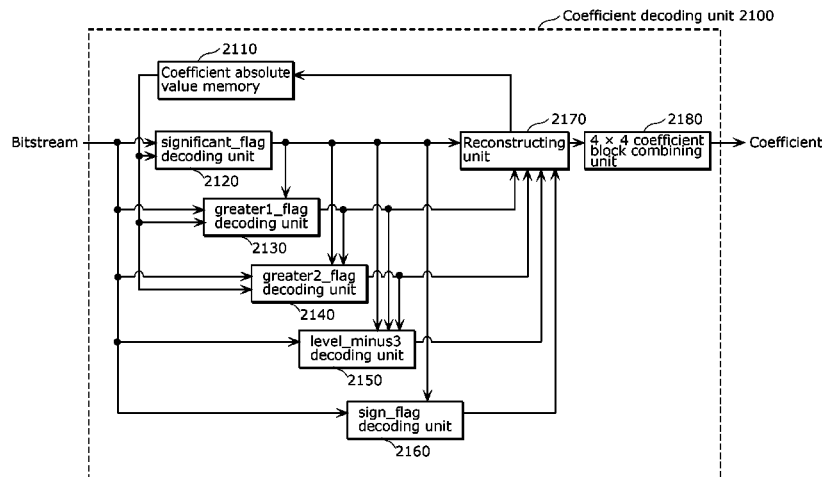 Coefficient decoding unit 2100
2110
Coefficient absolute
value memory
2170
2180
Bitstream
significant_flag
decoding unit
Reconstructing
unit
4 × 4 coefficient
block combining
unit
Coefficient
2120
greater1_flag
decoding unit
2130
greater2_flag
decoding unit
2140
level_minus3
decoding unit
2150
sign_flag
decoding unit
2160